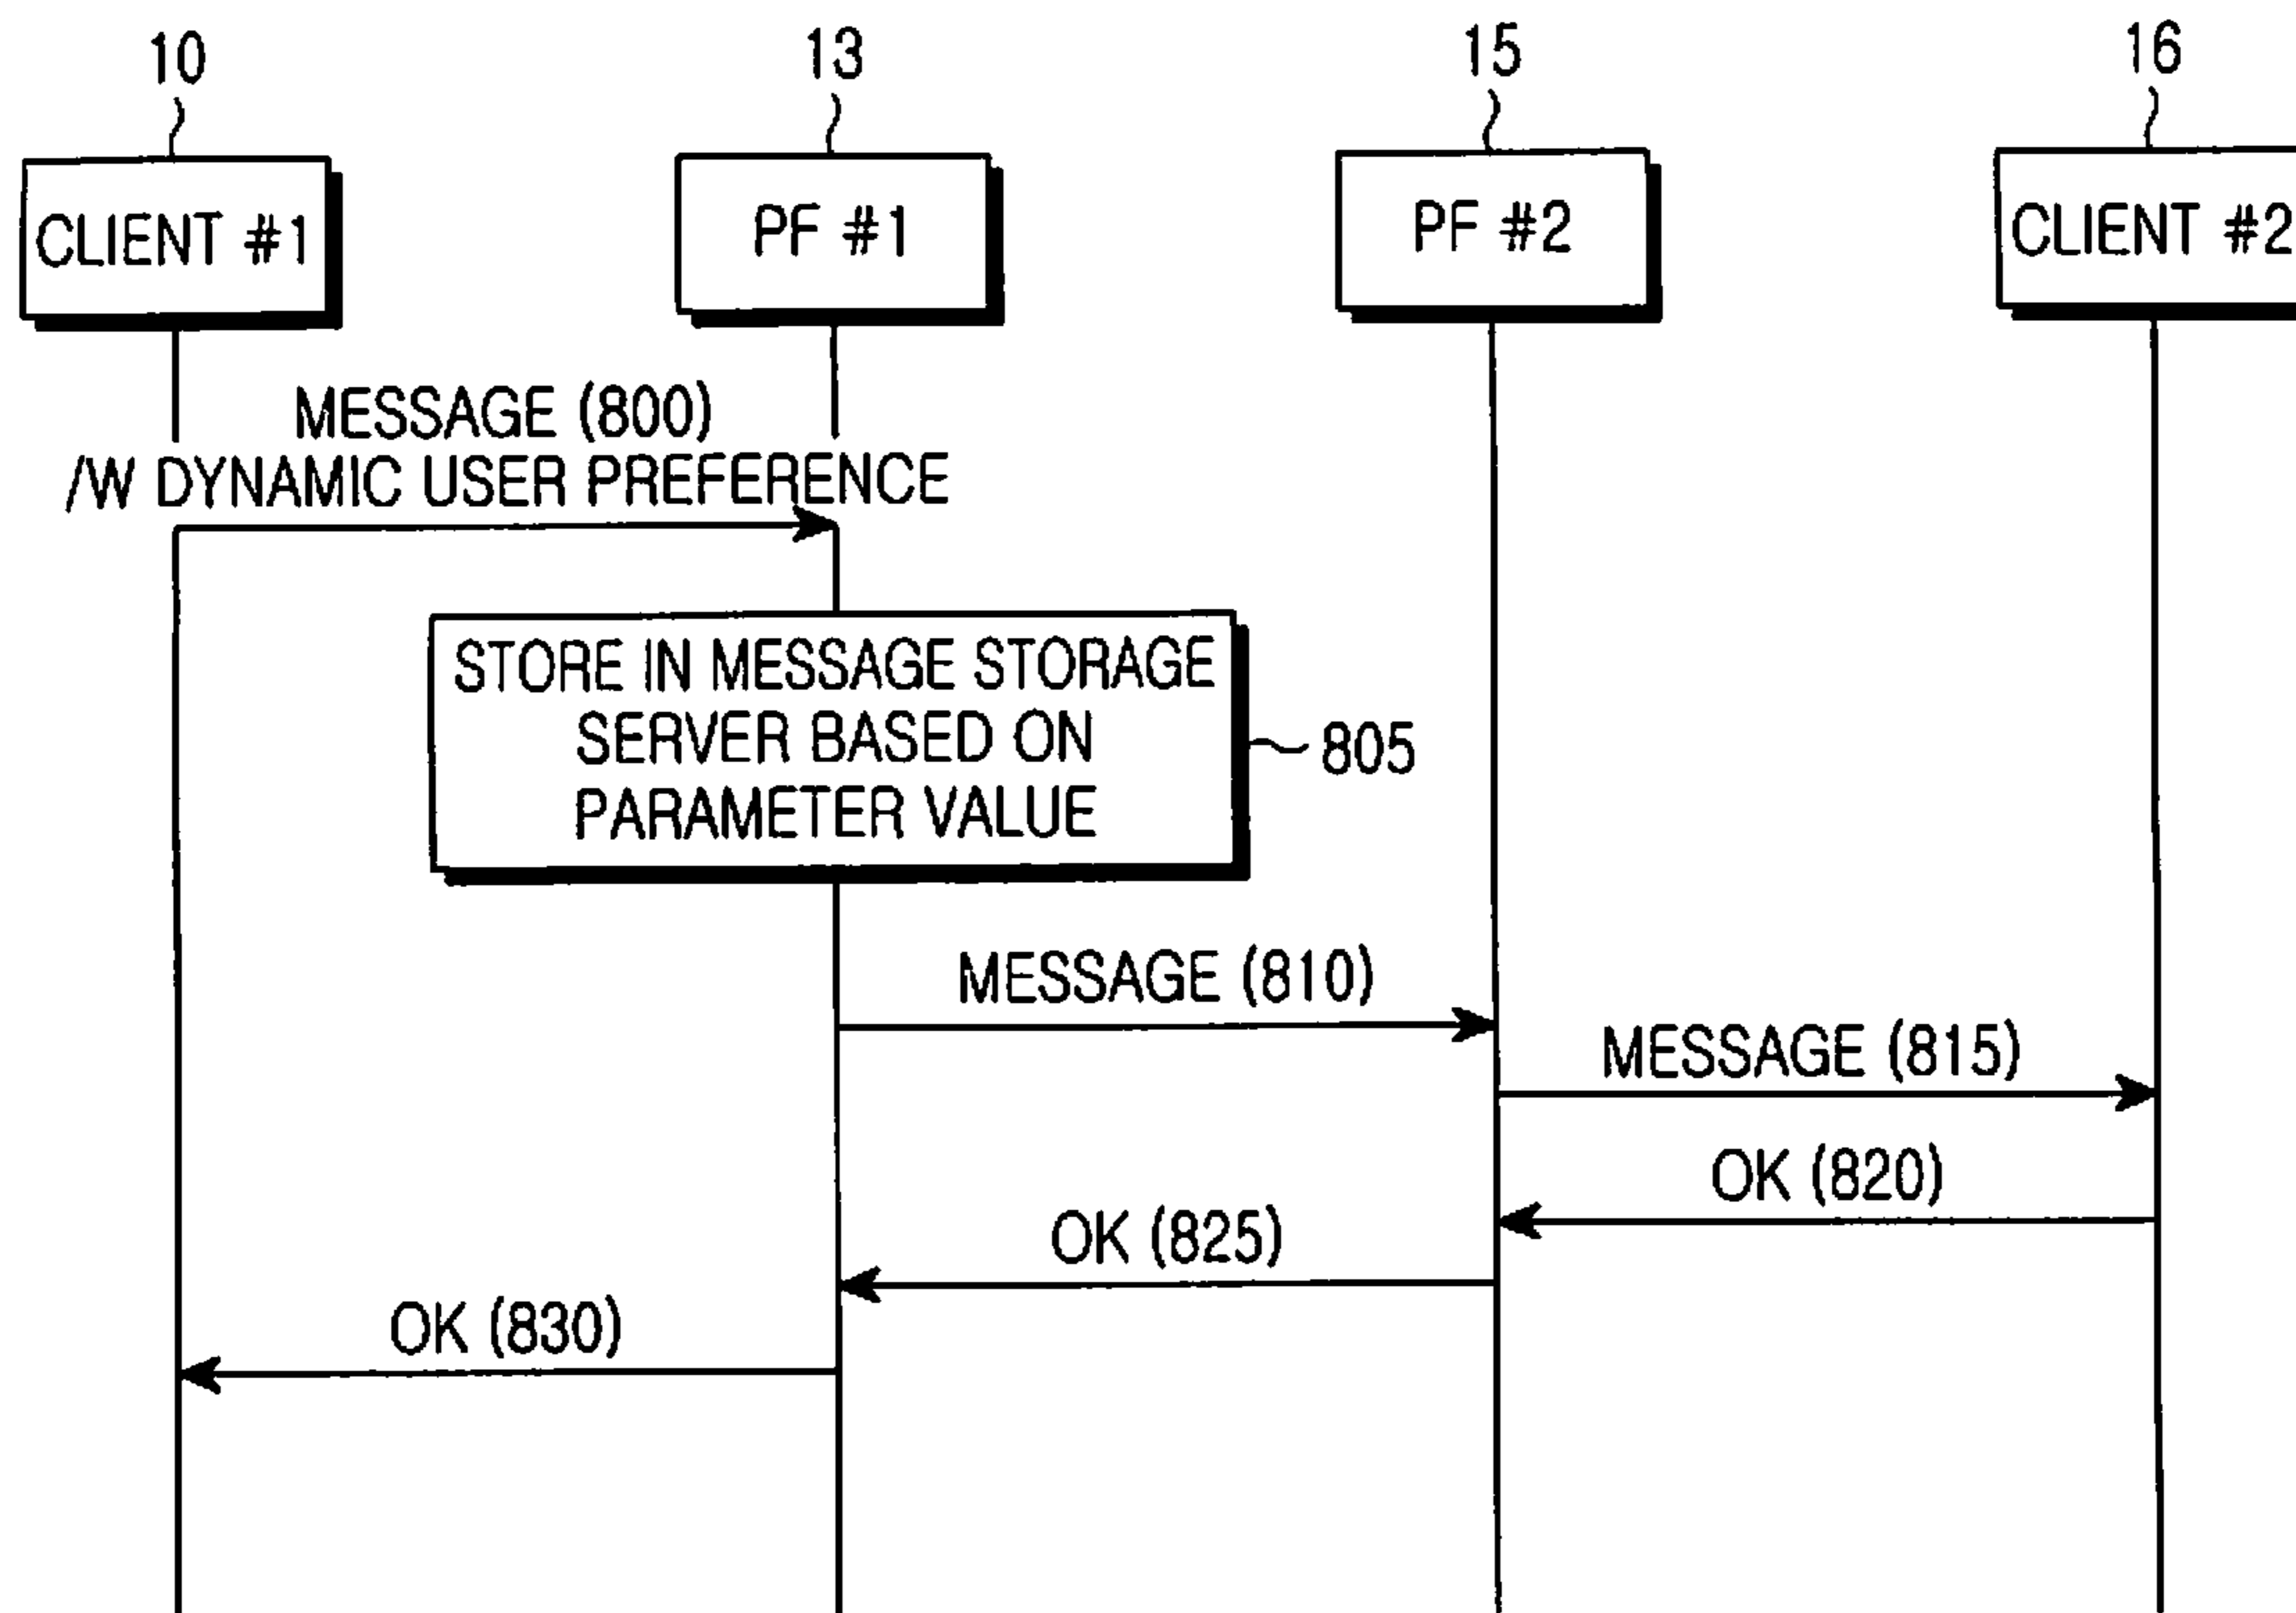 10
13
15
16
CLIENT #1
PF #1
PF #2
CLIENT #2
MESSAGE (800)
/W DYNAMIC USER PREFERENCE
STORE IN MESSAGE STORAGE
SERVER BASED ON
PARAMETER VALUE
805
MESSAGE (810)
MESSAGE (815)
OK (820)
OK (825)
OK (830)